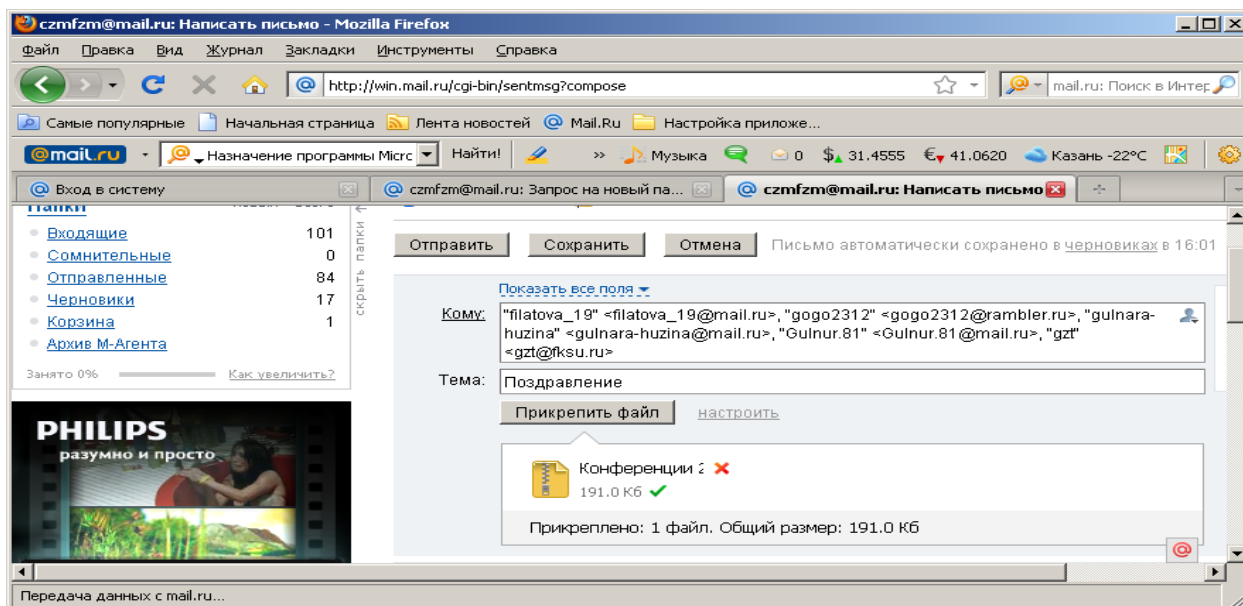 czmfzm@mail.ru: Написать письмо - Mozilla Firefox
Файл Правка Вид Журнал Закладки Инструменты Справка
http://win.mail.ru/cgi-bin/sentmsg?compose
mail.ru: Поиск в Интер
Самые популярные Начальная страница Лента новостей Mail.Ru Настройка приложе...
@mail.ru Назначение программы Micrc Найти! » Музыка 0 $ 31.4555 € 41.0620 Казань -22°C
Вход в систему czmfzm@mail.ru: Запрос на новый па... czmfzm@mail.ru: Написать письмо
Папки
Входящие 101
Сомнительные 0
Отправленные 84
Черновики 17
Корзина 1
Архив М-Агента
Занято 0% Как увеличить?
скрыть папки
PHILIPS
разумно и просто
Отправить Сохранить Отмена Письмо автоматически сохранено в черновиках в 16:01
Показать все поля
Кому: "filatova_19" <filatova_19@mail.ru>, "gogo2312" <gogo2312@rambler.ru>, "gulnara-
huzina" <gulnara-huzina@mail.ru>, "Gulnur.81" <Gulnur.81@mail.ru>, "gzt"
<gzt@fksu.ru>
Тема: Поздравление
Прикрепить файл настроить
Конференции 2
191.0 Кб
Прикреплено: 1 файл. Общий размер: 191.0 Кб
Передача данных с mail.ru...